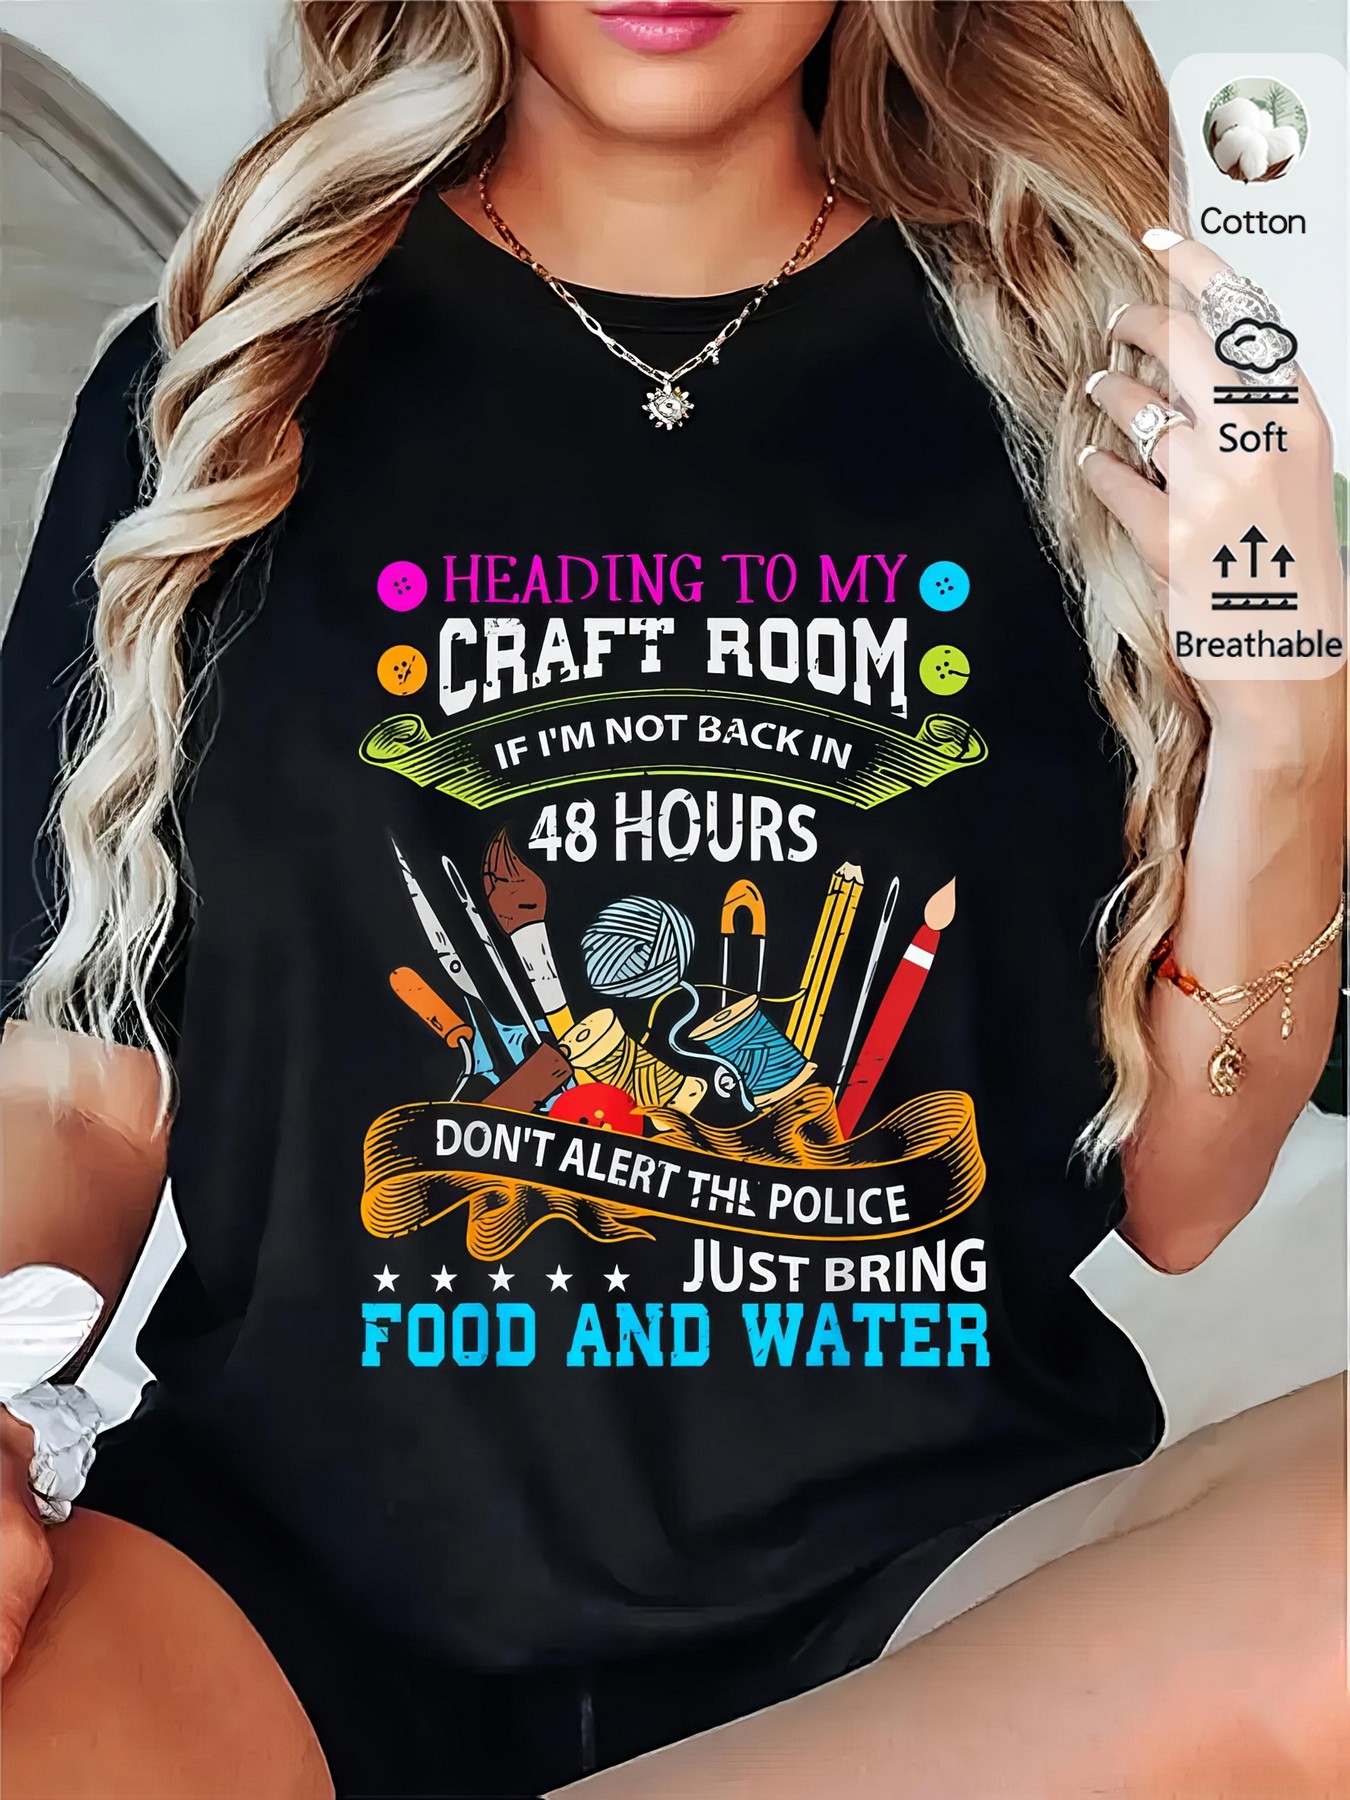 Cotton
Soft
Breathable
HEADING TO MY
CRAFT ROOM
IF I'M NOT BACK IN
48 HOURS
DON'T ALERT THE POLICE
JUST BRING
FOOD AND WATER